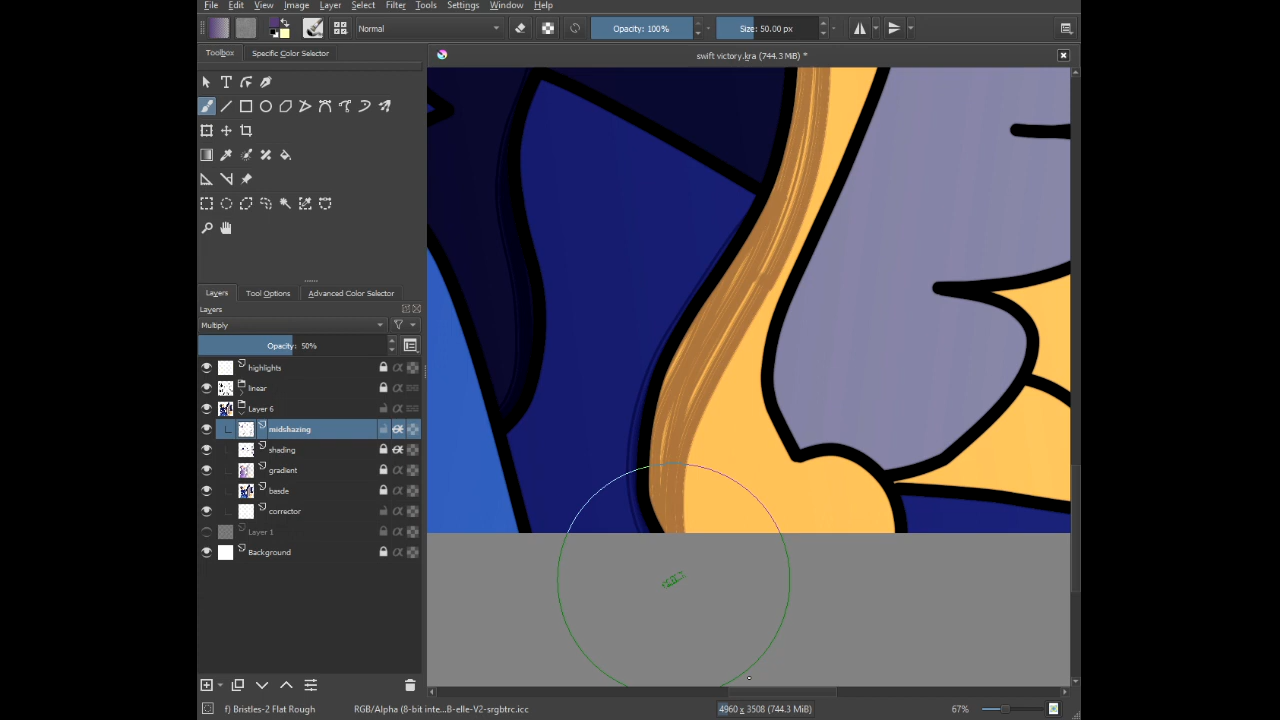 File Edit View Image Layer Select Filter Tools Settings Window Help
Normal Opacity: 100% Size: 50.00 px
Toolbox Specific Color Selector
swift victory.kra (744.3 MiB) *
Layers Tool Options Advanced Color Selector
Layers
Multiply
Opacity: 50%
highlights
linear
Layer 6
midshazing
shading
gradient
basde
corrector
Layer 1
Background
f) Bristles-2 Flat Rough RGB/Alpha (8-bit inte...B-elle-V2-srgbtrc.icc 4960 x 3508 (744.3 MiB) 67%